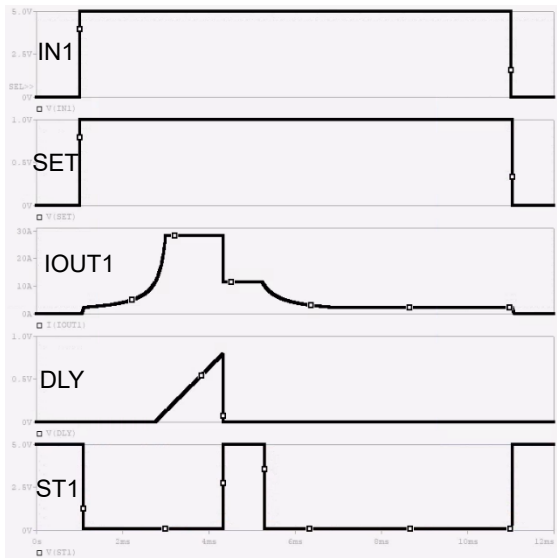 5.0V
IN1
2.5V
SEL>>
0V
V(IN1)
1.0V
SET
0.5V
0V
V(SET)
30A
20A
IOUT1
10A
0A
I(IOUT1)
1.0V
DLY
0.5V
0V
V(DLY)
5.0V
ST1
2.5V
0s 2ms 4ms 6ms 8ms 10ms 12ms
V(ST1)